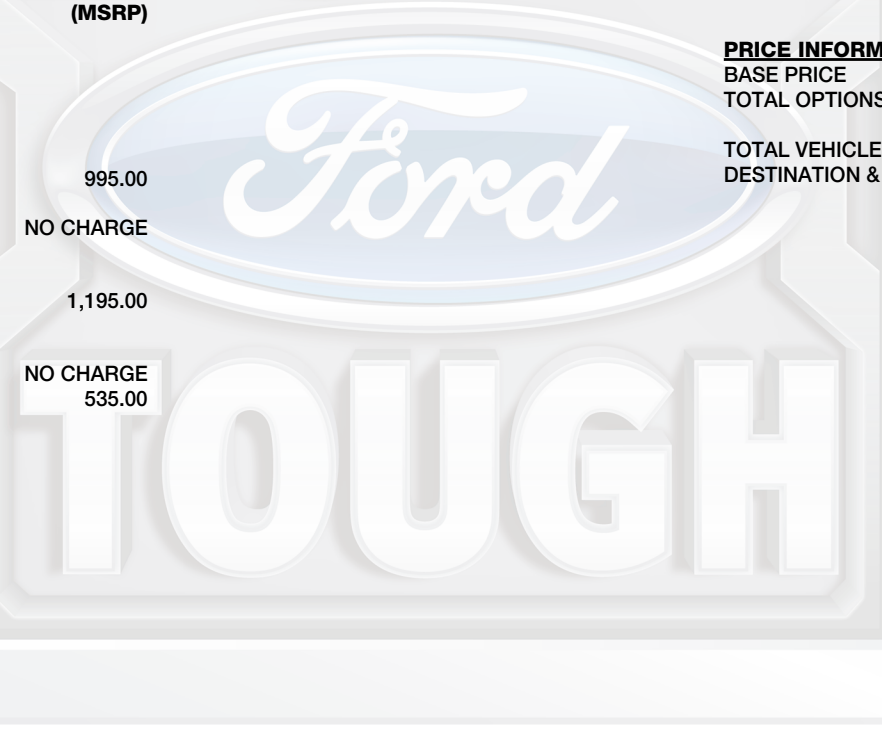 (MSRP)
995.00
NO CHARGE
1,195.00
NO CHARGE
535.00
PRICE INFORM
BASE PRICE
TOTAL OPTIONS
TOTAL VEHICLE
DESTINATION &
Ford
TOUGH